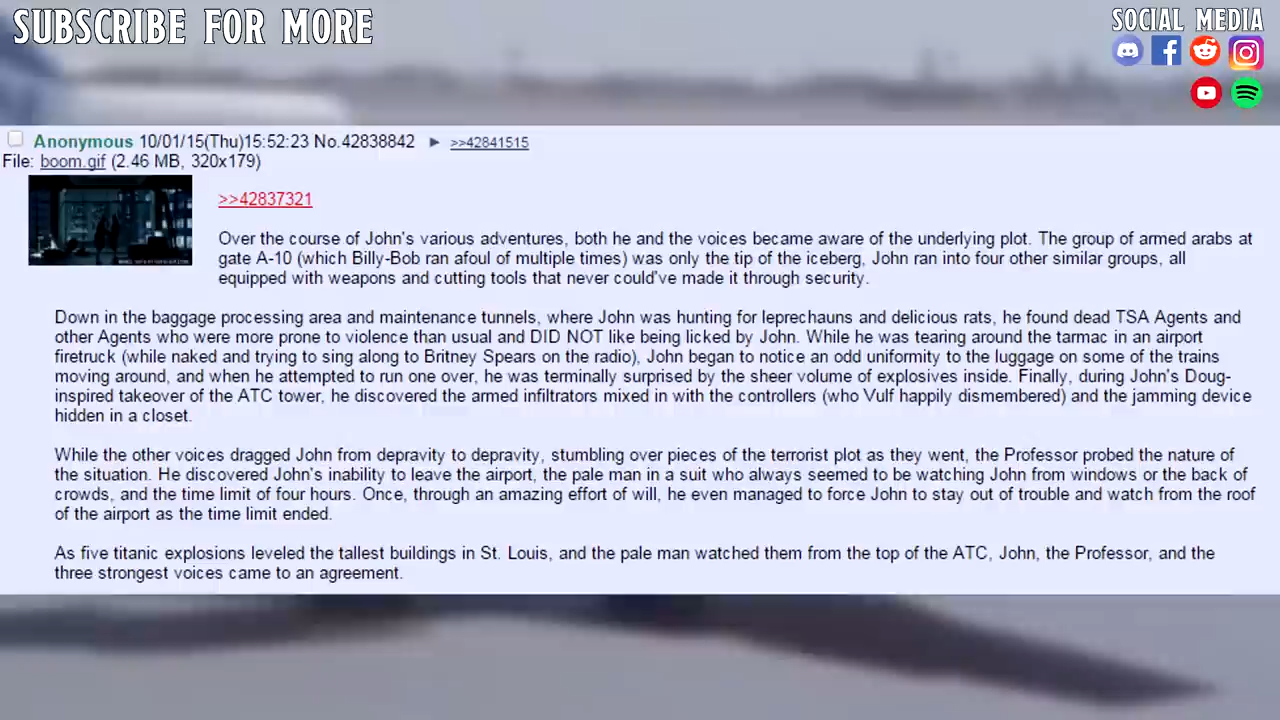 SUBSCRIBE FOR MORE
SOCIAL MEDIA
Anonymous 10/01/15(Thu)15:52:23 No.42838842 ► >>42841515
File: boom.gif (2.46 MB, 320x179)
>>42837321
Over the course of John's various adventures, both he and the voices became aware of the underlying plot. The group of armed arabs at
gate A-10 (which Billy-Bob ran afoul of multiple times) was only the tip of the iceberg, John ran into four other similar groups, all
equipped with weapons and cutting tools that never could've made it through security.
Down in the baggage processing area and maintenance tunnels, where John was hunting for leprechauns and delicious rats, he found dead TSA Agents and
other Agents who were more prone to violence than usual and DID NOT like being licked by John. While he was tearing around the tarmac in an airport
firetruck (while naked and trying to sing along to Britney Spears on the radio), John began to notice an odd uniformity to the luggage on some of the trains
moving around, and when he attempted to run one over, he was terminally surprised by the sheer volume of explosives inside. Finally, during John's Doug-
inspired takeover of the ATC tower, he discovered the armed infiltrators mixed in with the controllers (who Vulf happily dismembered) and the jamming device
hidden in a closet.
While the other voices dragged John from depravity to depravity, stumbling over pieces of the terrorist plot as they went, the Professor probed the nature of
the situation. He discovered John's inability to leave the airport, the pale man in a suit who always seemed to be watching John from windows or the back of
crowds, and the time limit of four hours. Once, through an amazing effort of will, he even managed to force John to stay out of trouble and watch from the roof
of the airport as the time limit ended.
As five titanic explosions leveled the tallest buildings in St. Louis, and the pale man watched them from the top of the ATC, John, the Professor, and the
three strongest voices came to an agreement.